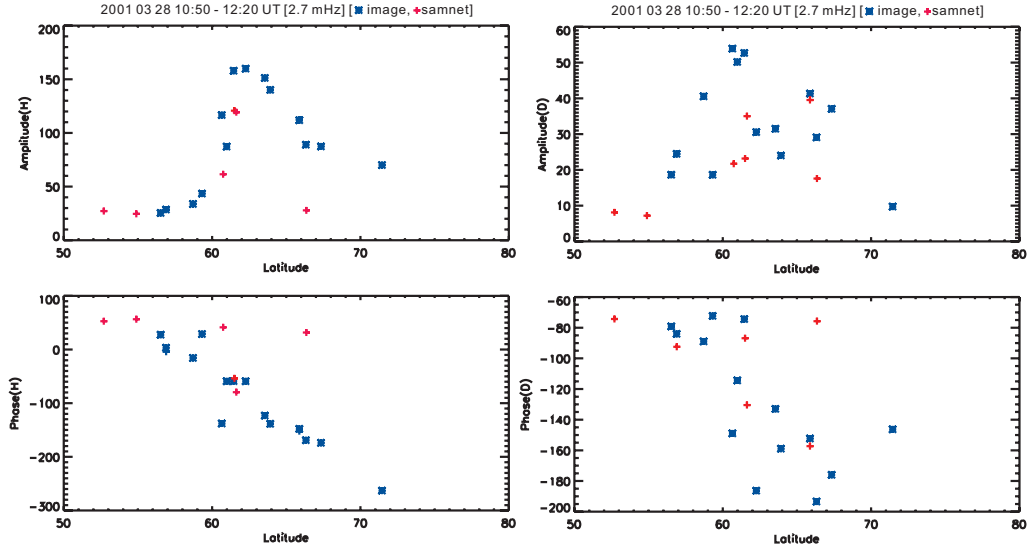 2001 03 28 10:50 - 12:20 UT [2.7 mHz] [ image, +samnet]
200
150
100
50
0
Amplitude(H)
50 60 70 80
Latitude
2001 03 28 10:50 - 12:20 UT [2.7 mHz] [ image, +samnet]
60
50
40
30
20
10
0
Amplitude(D)
50 60 70 80
Latitude
100
0
-100
-200
-300
Phase(H)
50 60 70 80
Latitude
-60
-80
-100
-120
-140
-160
-180
-200
Phase(D)
50 60 70 80
Latitude